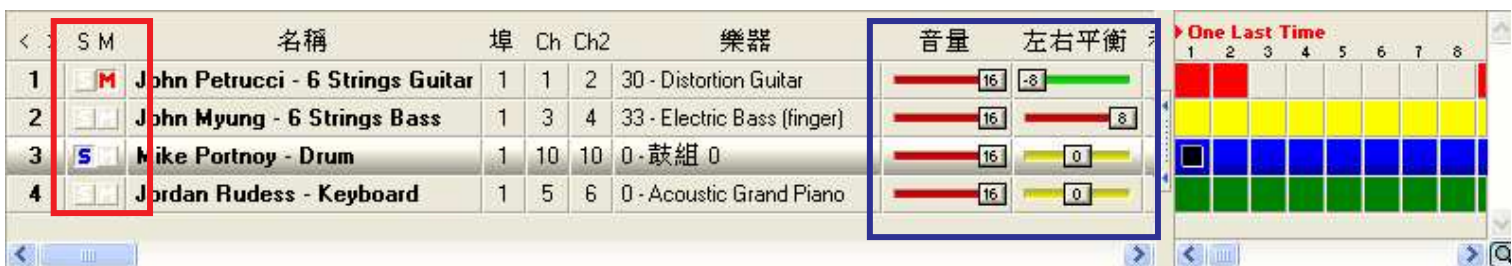 < S M 名稱 埠 Ch Ch2 樂器 音量 左右平衡 One Last Time
1 2 3 4 5 6 7 8
1 M John Petrucci - 6 Strings Guitar 1 1 2 30 - Distortion Guitar 16 -8
2 S M John Myung - 6 Strings Bass 1 3 4 33 - Electric Bass (finger) 16 8
3 S Mike Portnoy - Drum 1 10 10 0 - 鼓組 0 16 0
4 S M Jordan Rudess - Keyboard 1 5 6 0 - Acoustic Grand Piano 16 0